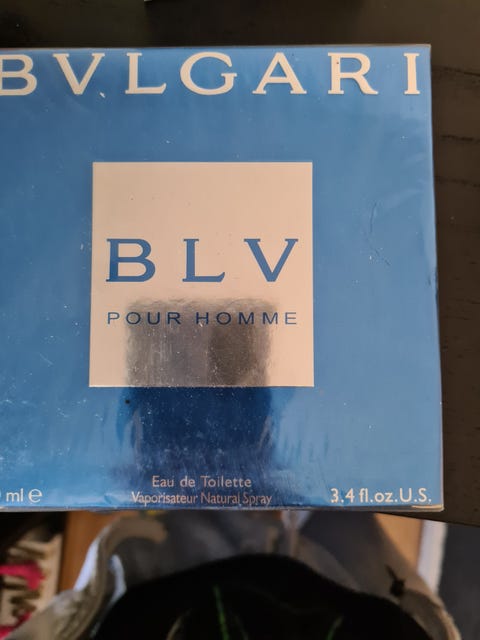 BVLGARI
BLV
POUR HOMME
Eau de Toilette
Vaporisateur Natural Spray
ml e 3.4 fl.oz.U.S.